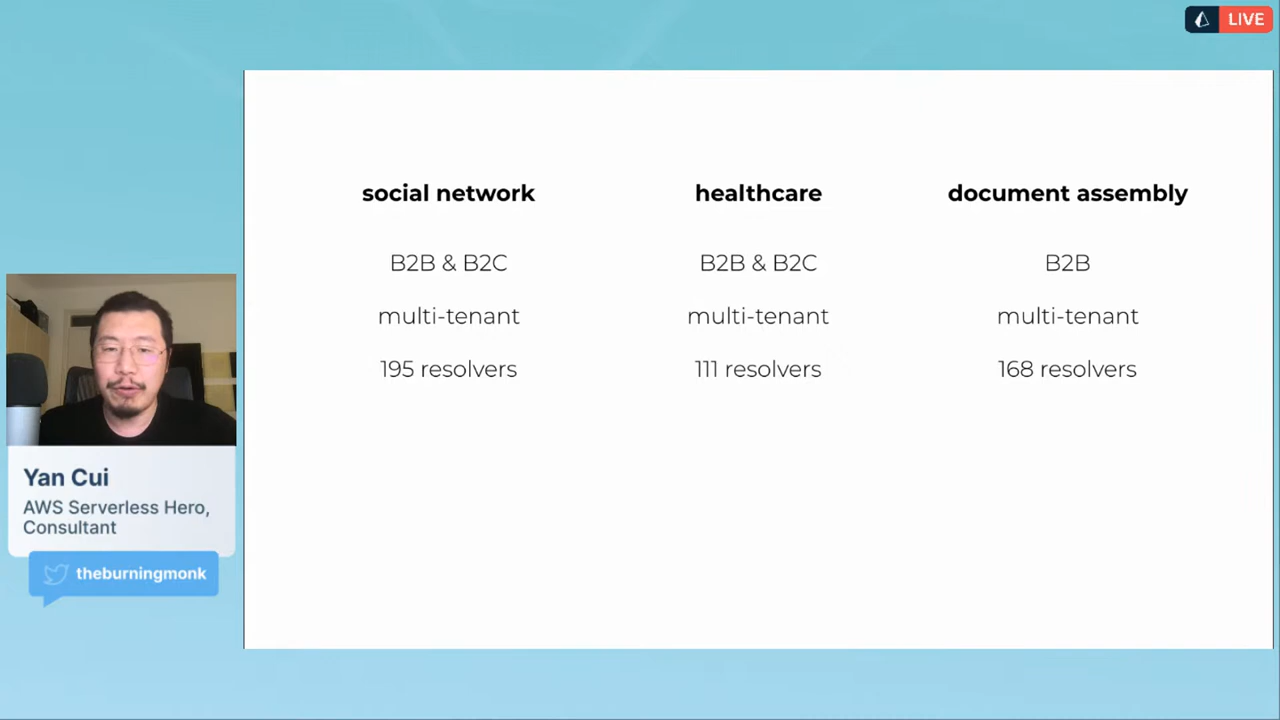 LIVE
social network
healthcare
document assembly
B2B & B2C
B2B & B2C
B2B
multi-tenant
multi-tenant
multi-tenant
195 resolvers
111 resolvers
168 resolvers
Yan Cui
AWS Serverless Hero,
Consultant
theburningmonk